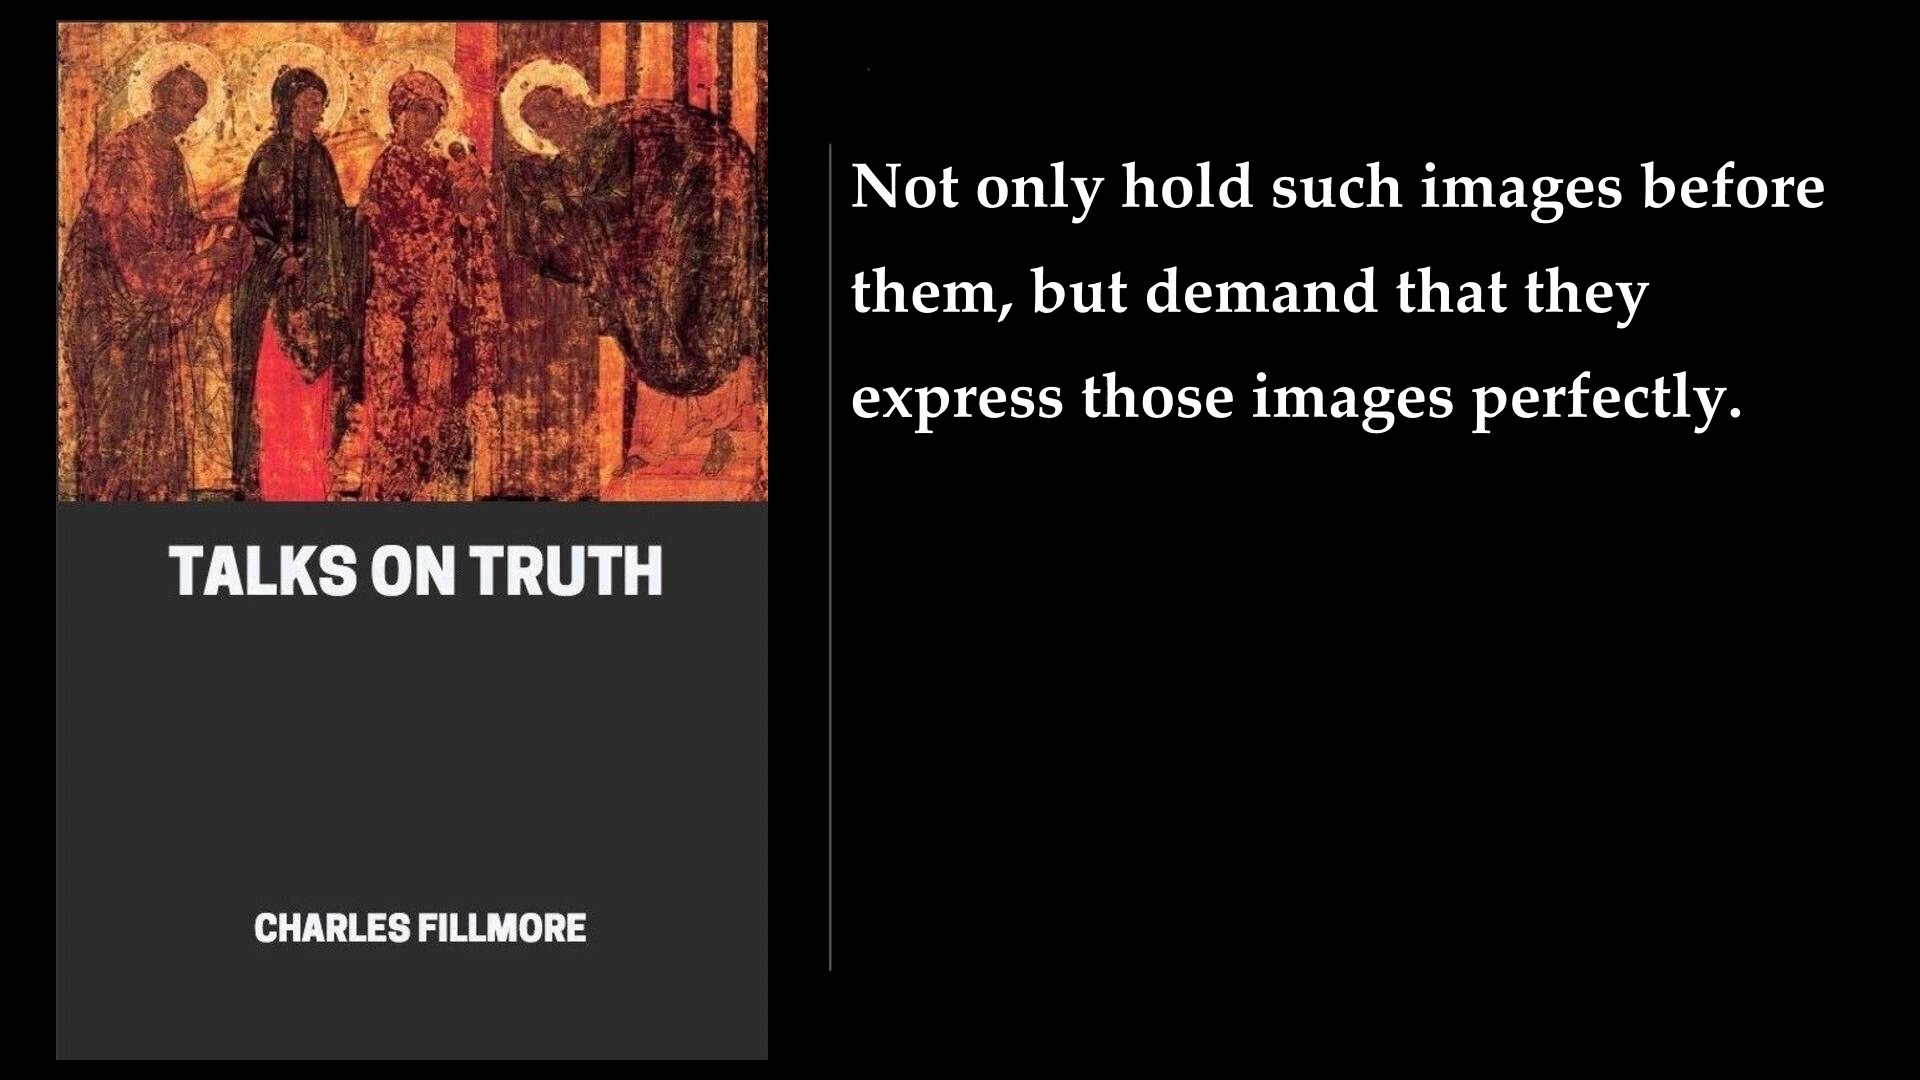 TALKS ON TRUTH
CHARLES FILLMORE
Not only hold such images before
them, but demand that they
express those images perfectly.